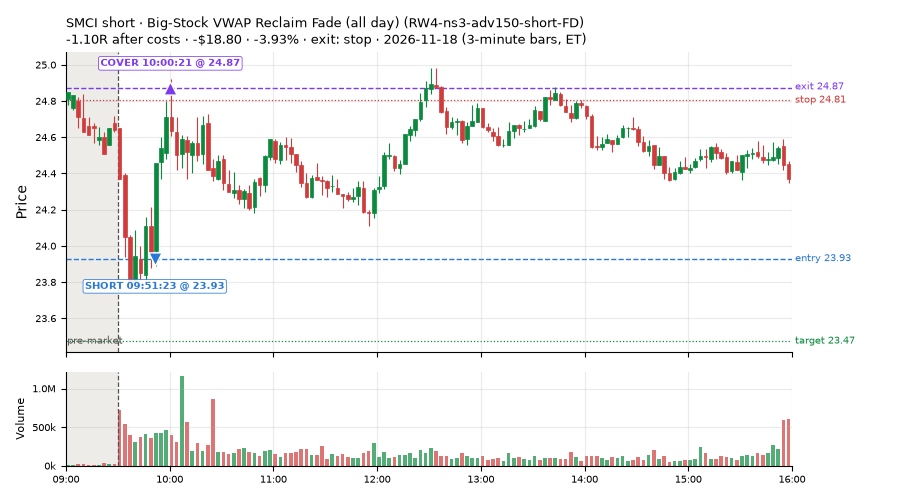 SMCI short · Big-Stock VWAP Reclaim Fade (all day) (RW4-ns3-adv150-short-FD)
-1.10R after costs · -$18.80 · -3.93% · exit: stop · 2026-11-18 (3-minute bars, ET)
COVER 10:00:21 @ 24.87
SHORT 09:51:23 @ 23.93
exit 24.87
stop 24.81
entry 23.93
target 23.47
pre-market
Price
25.0
24.8
24.6
24.4
24.2
24.0
23.8
23.6
Volume
1.0M
500k
0k
09:00
10:00
11:00
12:00
13:00
14:00
15:00
16:00